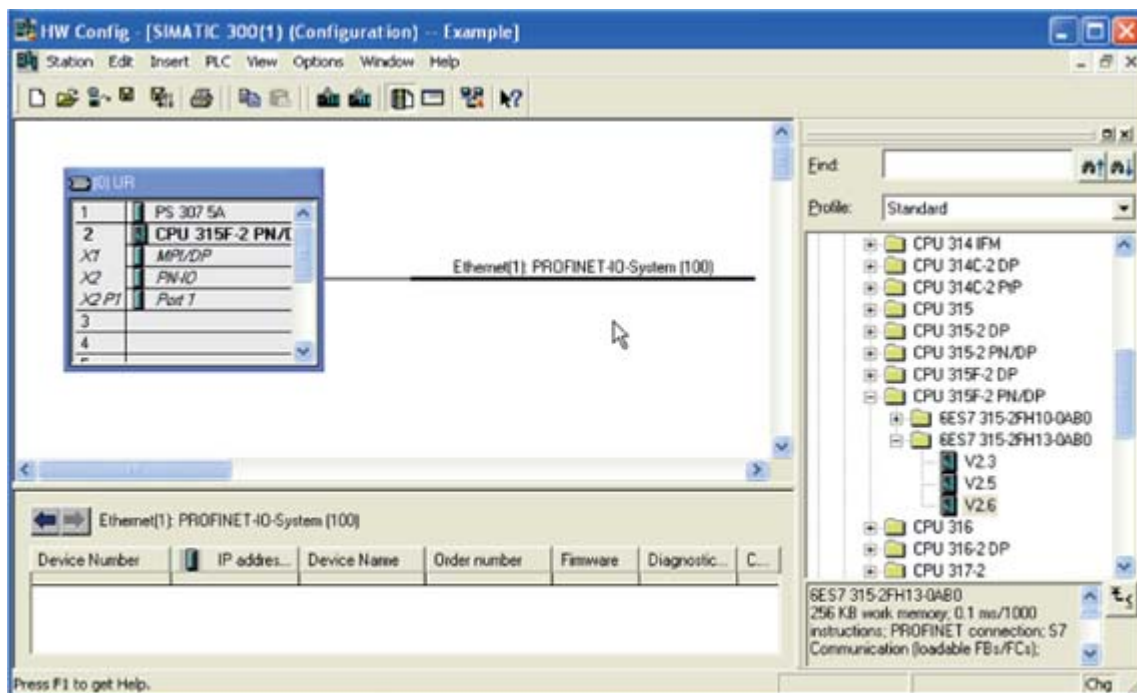 HW Config - [SIMATIC 300(1) (Configuration) -- Example]
Station Edit Insert PLC View Options Window Help
(0) UR
1 PS 307 5A
2 CPU 315F-2 PN/D
X1 MPI/DP
X2 PN-IO
X2 P1 Port 1
3
4
5
Ethernet(1): PROFINET-IO-System (100)
Find:
Profile: Standard
CPU 314 IFM
CPU 314C-2 DP
CPU 314C-2 PtP
CPU 315
CPU 315-2 DP
CPU 315-2 PN/DP
CPU 315F-2 DP
CPU 315F-2 PN/DP
6ES7 315-2FH10-0AB0
6ES7 315-2FH13-0AB0
V2.3
V2.5
V2.6
CPU 316
CPU 316-2 DP
CPU 317-2
Ethernet(1): PROFINET-IO-System (100)
Device Number IP addres... Device Name Order number Firmware Diagnostic... C...
6ES7 315-2FH13-0AB0
256 KB work memory; 0.1 ms/1000
instructions; PROFINET connection; S7
Communication (loadable FBs/FCs);
Press F1 to get Help.
Chg